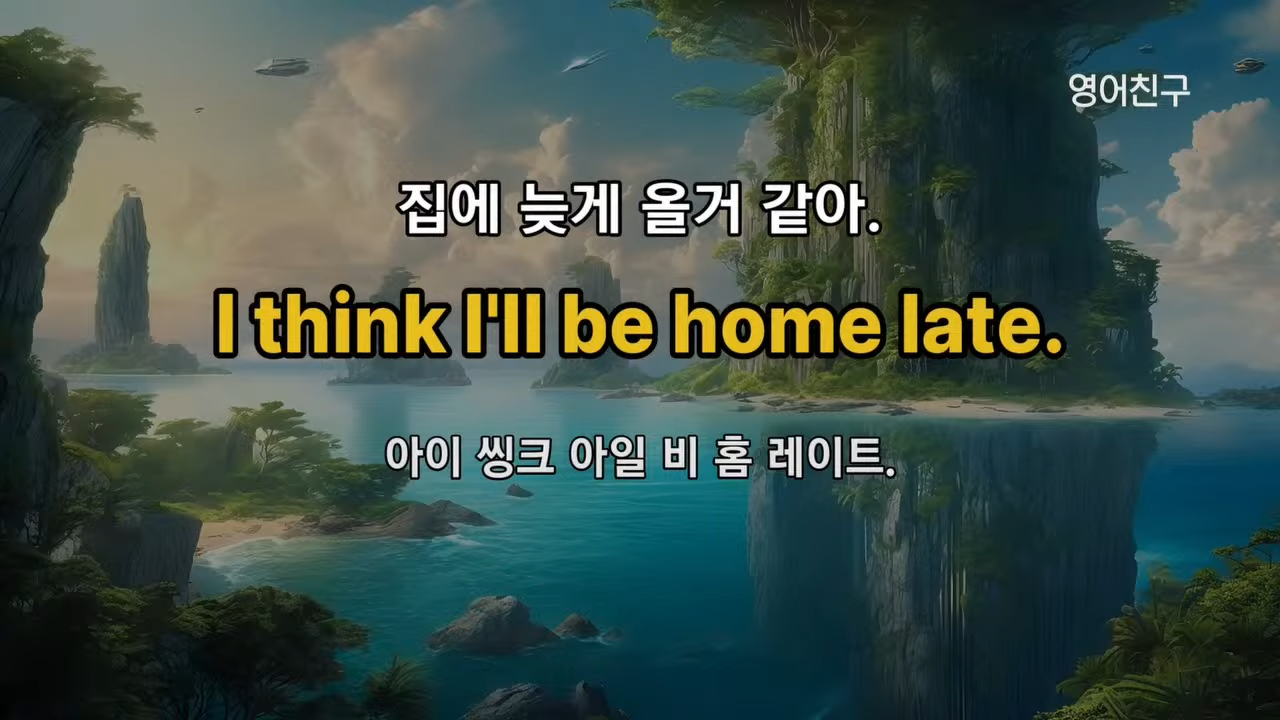 영어친구
집에 늦게 올거 같아.
I think I'll be home late.
아이 씽크 아일 비 홈 레이트.